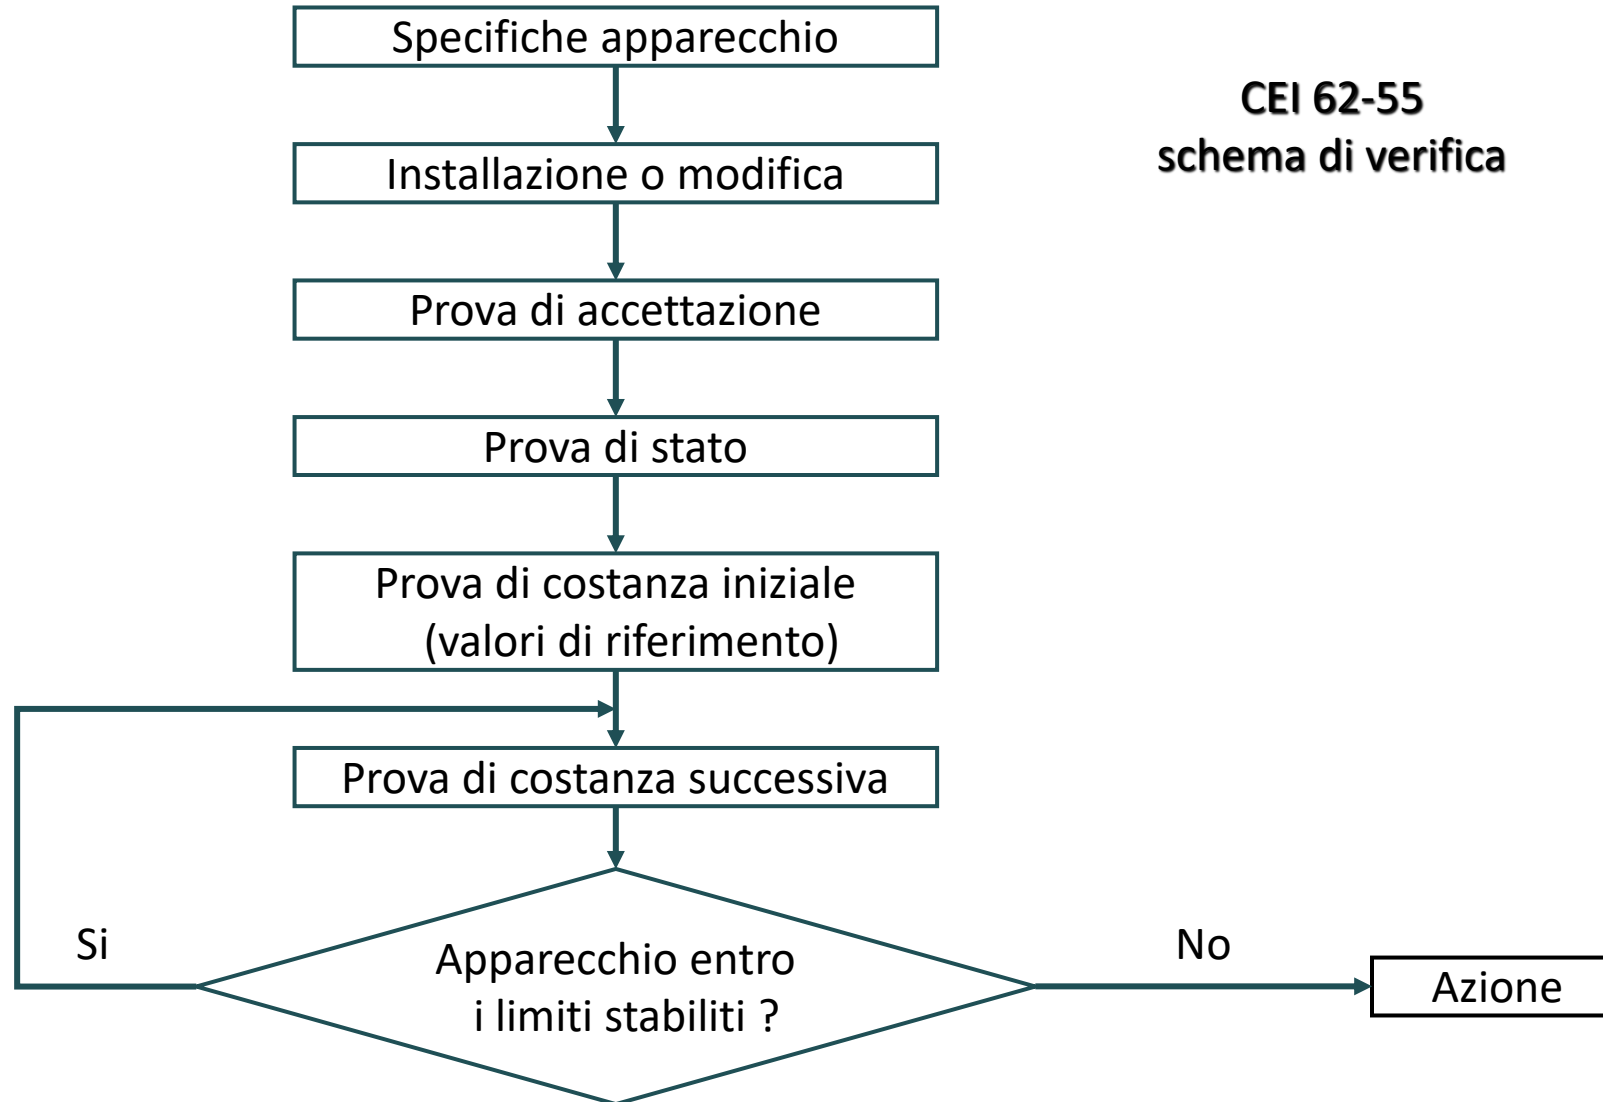 Specifiche apparecchio
CEI 62-55
schema di verifica
Installazione o modifica
Prova di accettazione
Prova di stato
Prova di costanza iniziale
(valori di riferimento)
Prova di costanza successiva
Si
Apparecchio entro
i limiti stabiliti ?
No
Azione